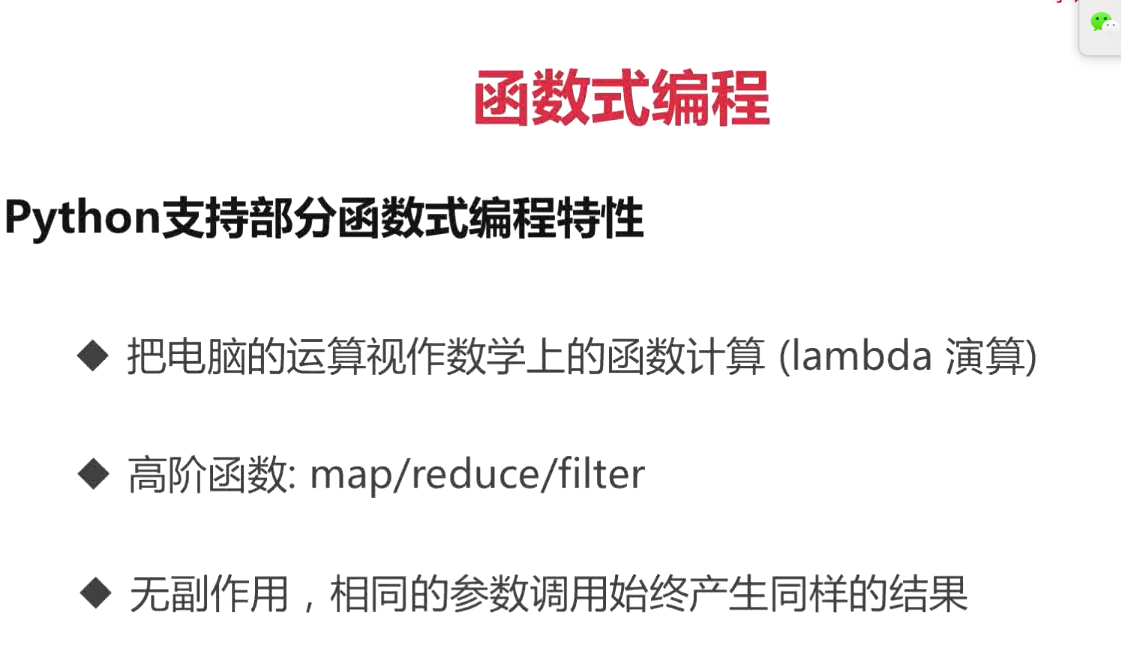 函数式编程
Python支持部分函数式编程特性
◆ 把电脑的运算视作数学上的函数计算 (lambda 演算)
◆ 高阶函数: map/reduce/filter
◆ 无副作用，相同的参数调用始终产生同样的结果